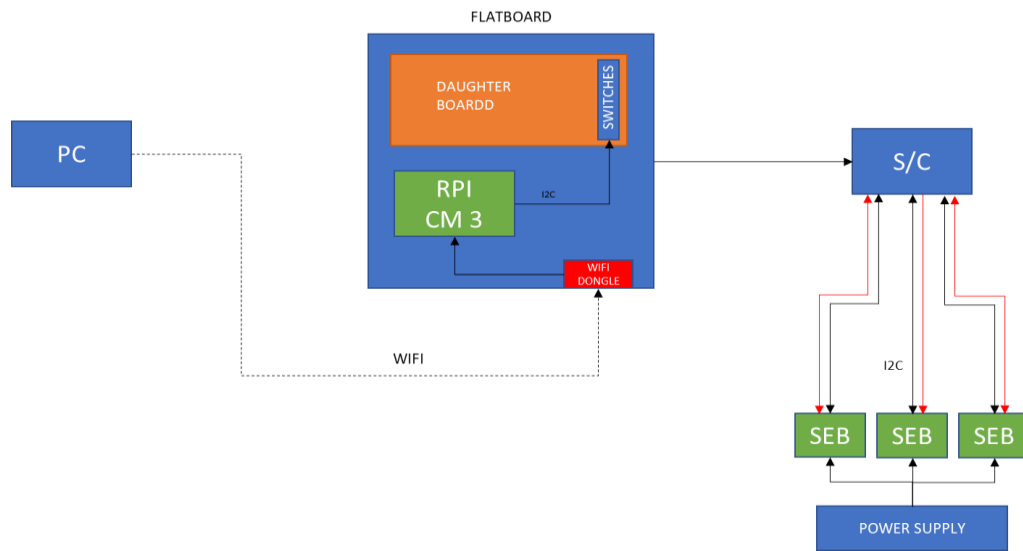 FLATBOARD
DAUGHTER
BOARDD
SWITCHES
PC
S/C
RPI
CM 3
I2C
WIFI
DONGLE
WIFI
I2C
SEB
SEB
SEB
POWER SUPPLY